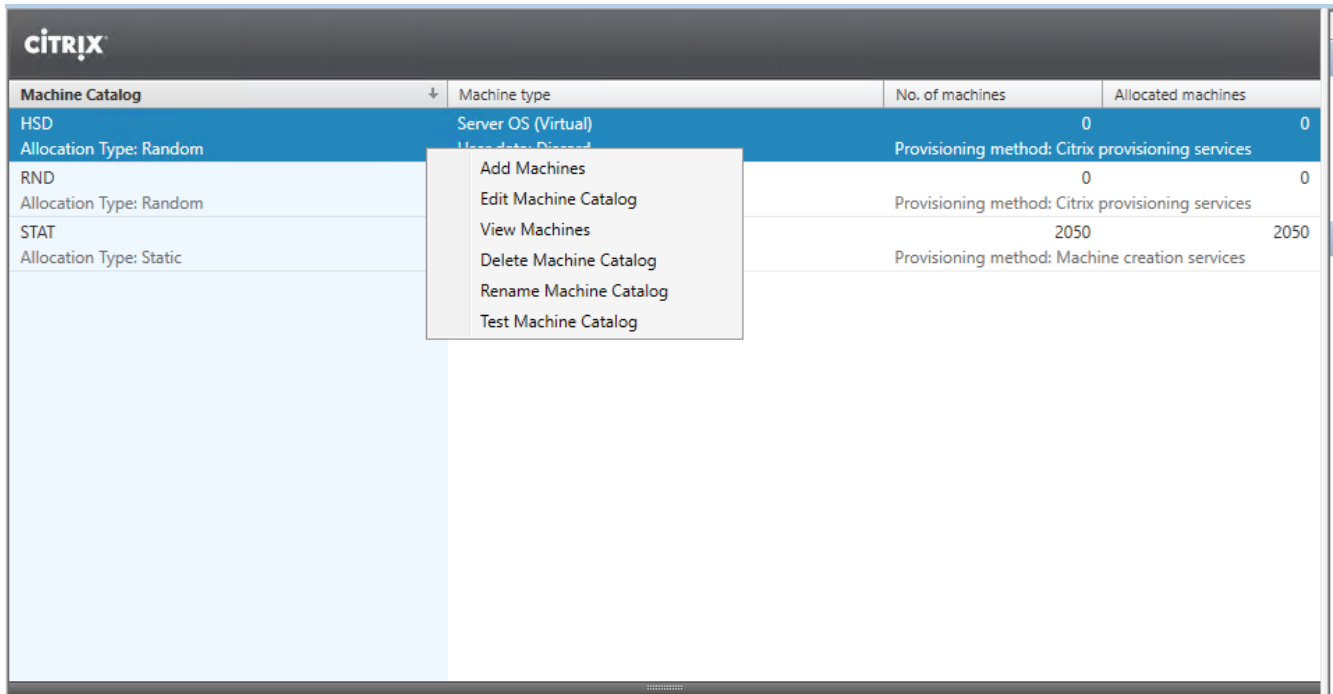 CITRIX
Machine Catalog Machine type No. of machines Allocated machines
HSD Server OS (Virtual) 0 0
Allocation Type: Random User data: Discard Provisioning method: Citrix provisioning services
RND 0 0
Allocation Type: Random Provisioning method: Citrix provisioning services
STAT 2050 2050
Allocation Type: Static Provisioning method: Machine creation services
Add Machines
Edit Machine Catalog
View Machines
Delete Machine Catalog
Rename Machine Catalog
Test Machine Catalog